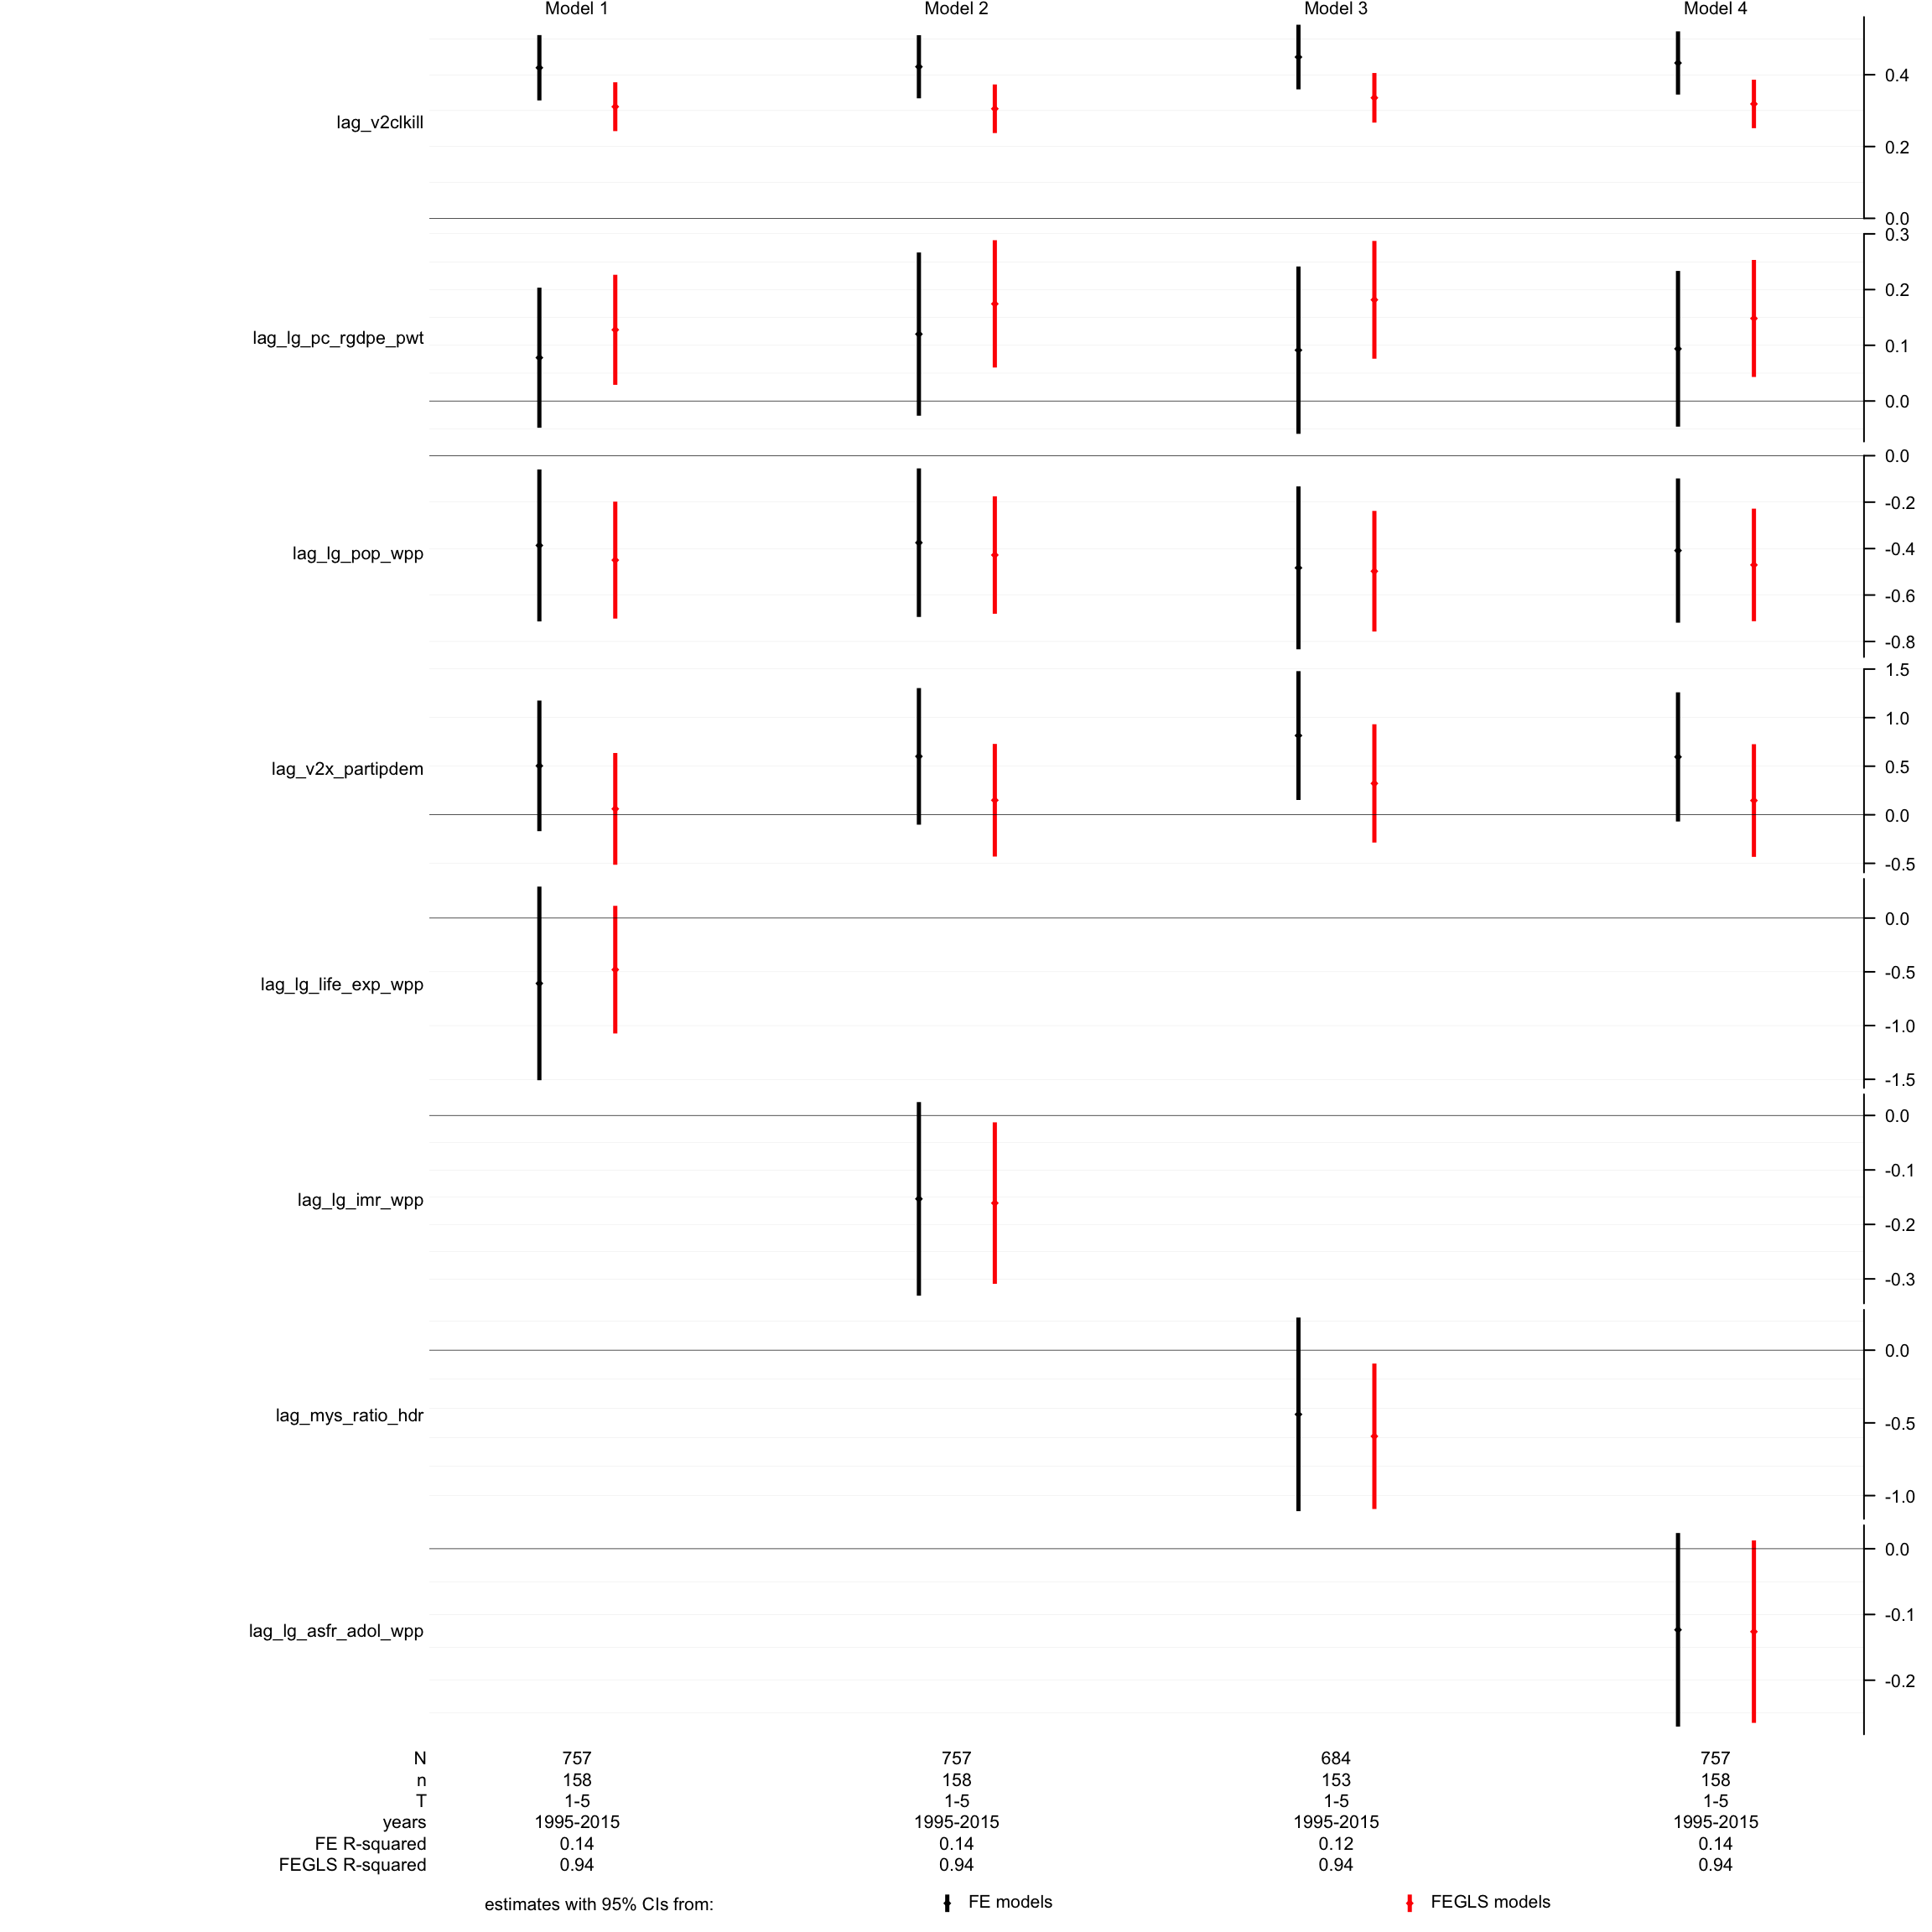 Model 1 Model 2 Model 3 Model 4
lag_v2clkill
0.4
0.2
0.0
lag_lg_pc_rgdpe_pwt
0.3
0.2
0.1
0.0
lag_lg_pop_wpp
0.0
-0.2
-0.4
-0.6
-0.8
lag_v2x_partipdem
1.5
1.0
0.5
0.0
-0.5
lag_lg_life_exp_wpp
0.0
-0.5
-1.0
-1.5
lag_lg_imr_wpp
0.0
-0.1
-0.2
-0.3
lag_mys_ratio_hdr
0.0
-0.5
-1.0
lag_lg_asfr_adol_wpp
0.0
-0.1
-0.2
N 757 757 684 757
n 158 158 153 158
T 1-5 1-5 1-5 1-5
years 1995-2015 1995-2015 1995-2015 1995-2015
FE R-squared 0.14 0.14 0.12 0.14
FEGLS R-squared 0.94 0.94 0.94 0.94
estimates with 95% CIs from: FE models FEGLS models